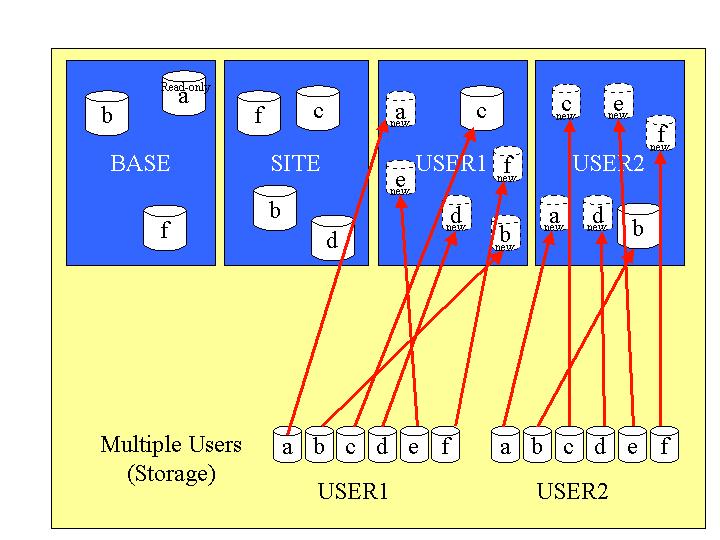 Read-only
a
b
f
c
a
new
c
c
new
e
new
f
new
BASE
SITE
USER1
USER2
e
new
f
new
f
b
d
d
new
b
new
a
new
d
new
b
Multiple Users
(Storage)
a b c d e f
a b c d e f
USER1
USER2